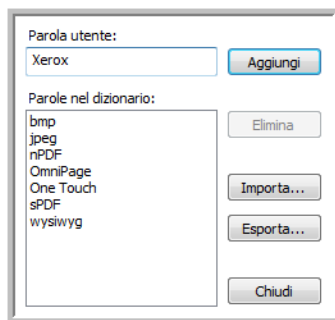 Parola utente:
Xerox
Aggiungi
Parole nel dizionario:
bmp
jpeg
nPDF
OmniPage
One Touch
sPDF
wysiwyg
Elimina
Importa...
Esporta...
Chiudi